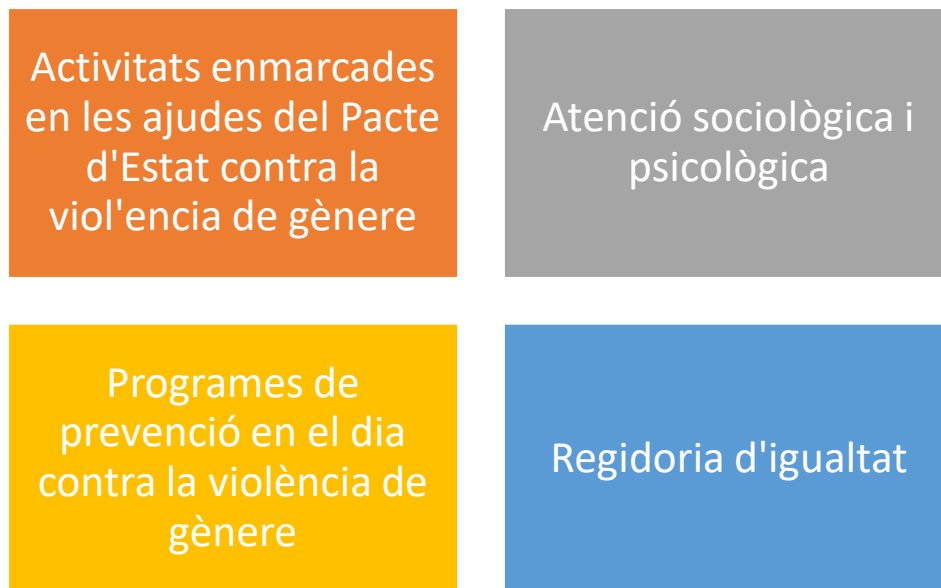 Activitats enmarcades
en les ajudes del Pacte
d'Estat contra la
viol'encia de gènere
Atenció sociològica i
psicològica
Programes de
prevenció en el dia
contra la violència de
gènere
Regidoria d'igualtat